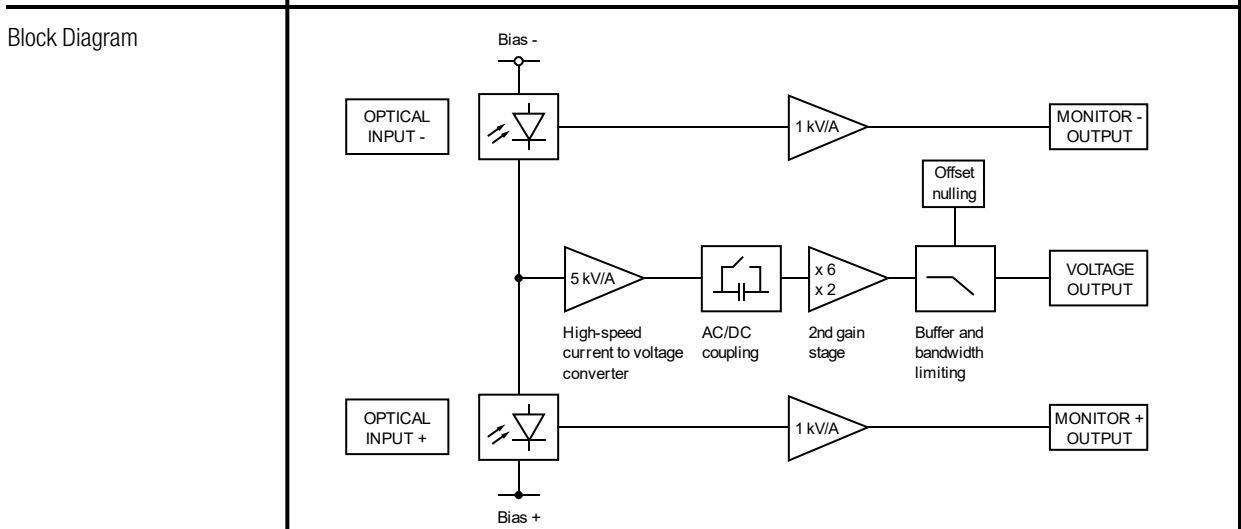 Block Diagram
Bias -
OPTICAL
INPUT -
1 kV/A
MONITOR -
OUTPUT
Offset
nulling
5 kV/A
x 6
x 2
VOLTAGE
OUTPUT
High-speed
current to voltage
converter
AC/DC
coupling
2nd gain
stage
Buffer and
bandwidth
limiting
OPTICAL
INPUT +
1 kV/A
MONITOR +
OUTPUT
Bias +